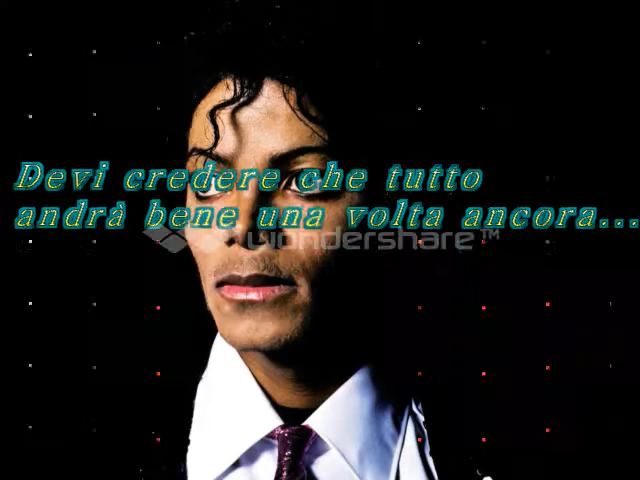 Devi credere che tutto
andrà bene una volta ancora...
wondershare™